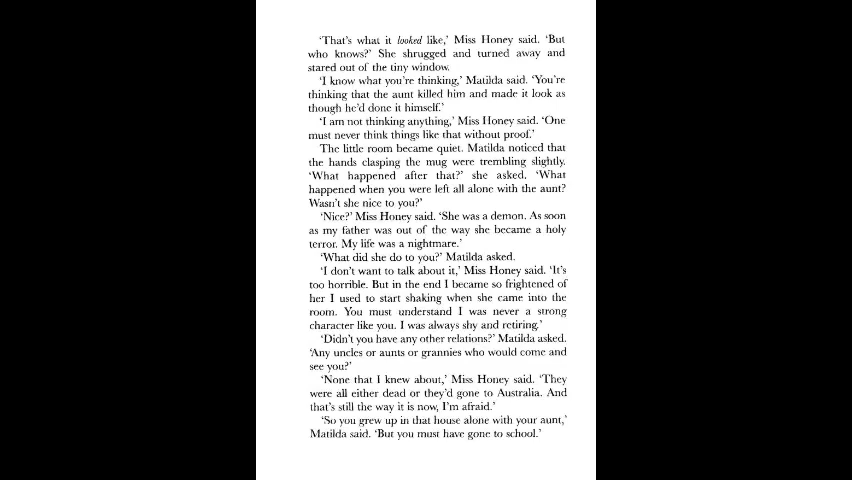 ‘That’s what it looked like,’ Miss Honey said. ‘But
who knows?’ She shrugged and turned away and
stared out of the tiny window.
‘I know what you’re thinking,’ Matilda said. ‘You’re
thinking that the aunt killed him and made it look as
though he’d done it himself.’
‘I am not thinking anything,’ Miss Honey said. ‘One
must never think things like that without proof.’
The little room became quiet. Matilda noticed that
the hands clasping the mug were trembling slightly.
‘What happened after that?’ she asked. ‘What
happened when you were left all alone with the aunt?
Wasn’t she nice to you?’
‘Nice?’ Miss Honey said. ‘She was a demon. As soon
as my father was out of the way she became a holy
terror. My life was a nightmare.’
‘What did she do to you?’ Matilda asked.
‘I don’t want to talk about it,’ Miss Honey said. ‘It’s
too horrible. But in the end I became so frightened of
her I used to start shaking when she came into the
room. You must understand I was never a strong
character like you. I was always shy and retiring.’
‘Didn’t you have any other relations?’ Matilda asked.
‘Any uncles or aunts or grannies who would come and
see you?’
‘None that I knew about,’ Miss Honey said. ‘They
were all either dead or they’d gone to Australia. And
that’s still the way it is now, I’m afraid.’
‘So you grew up in that house alone with your aunt,’
Matilda said. ‘But you must have gone to school.’